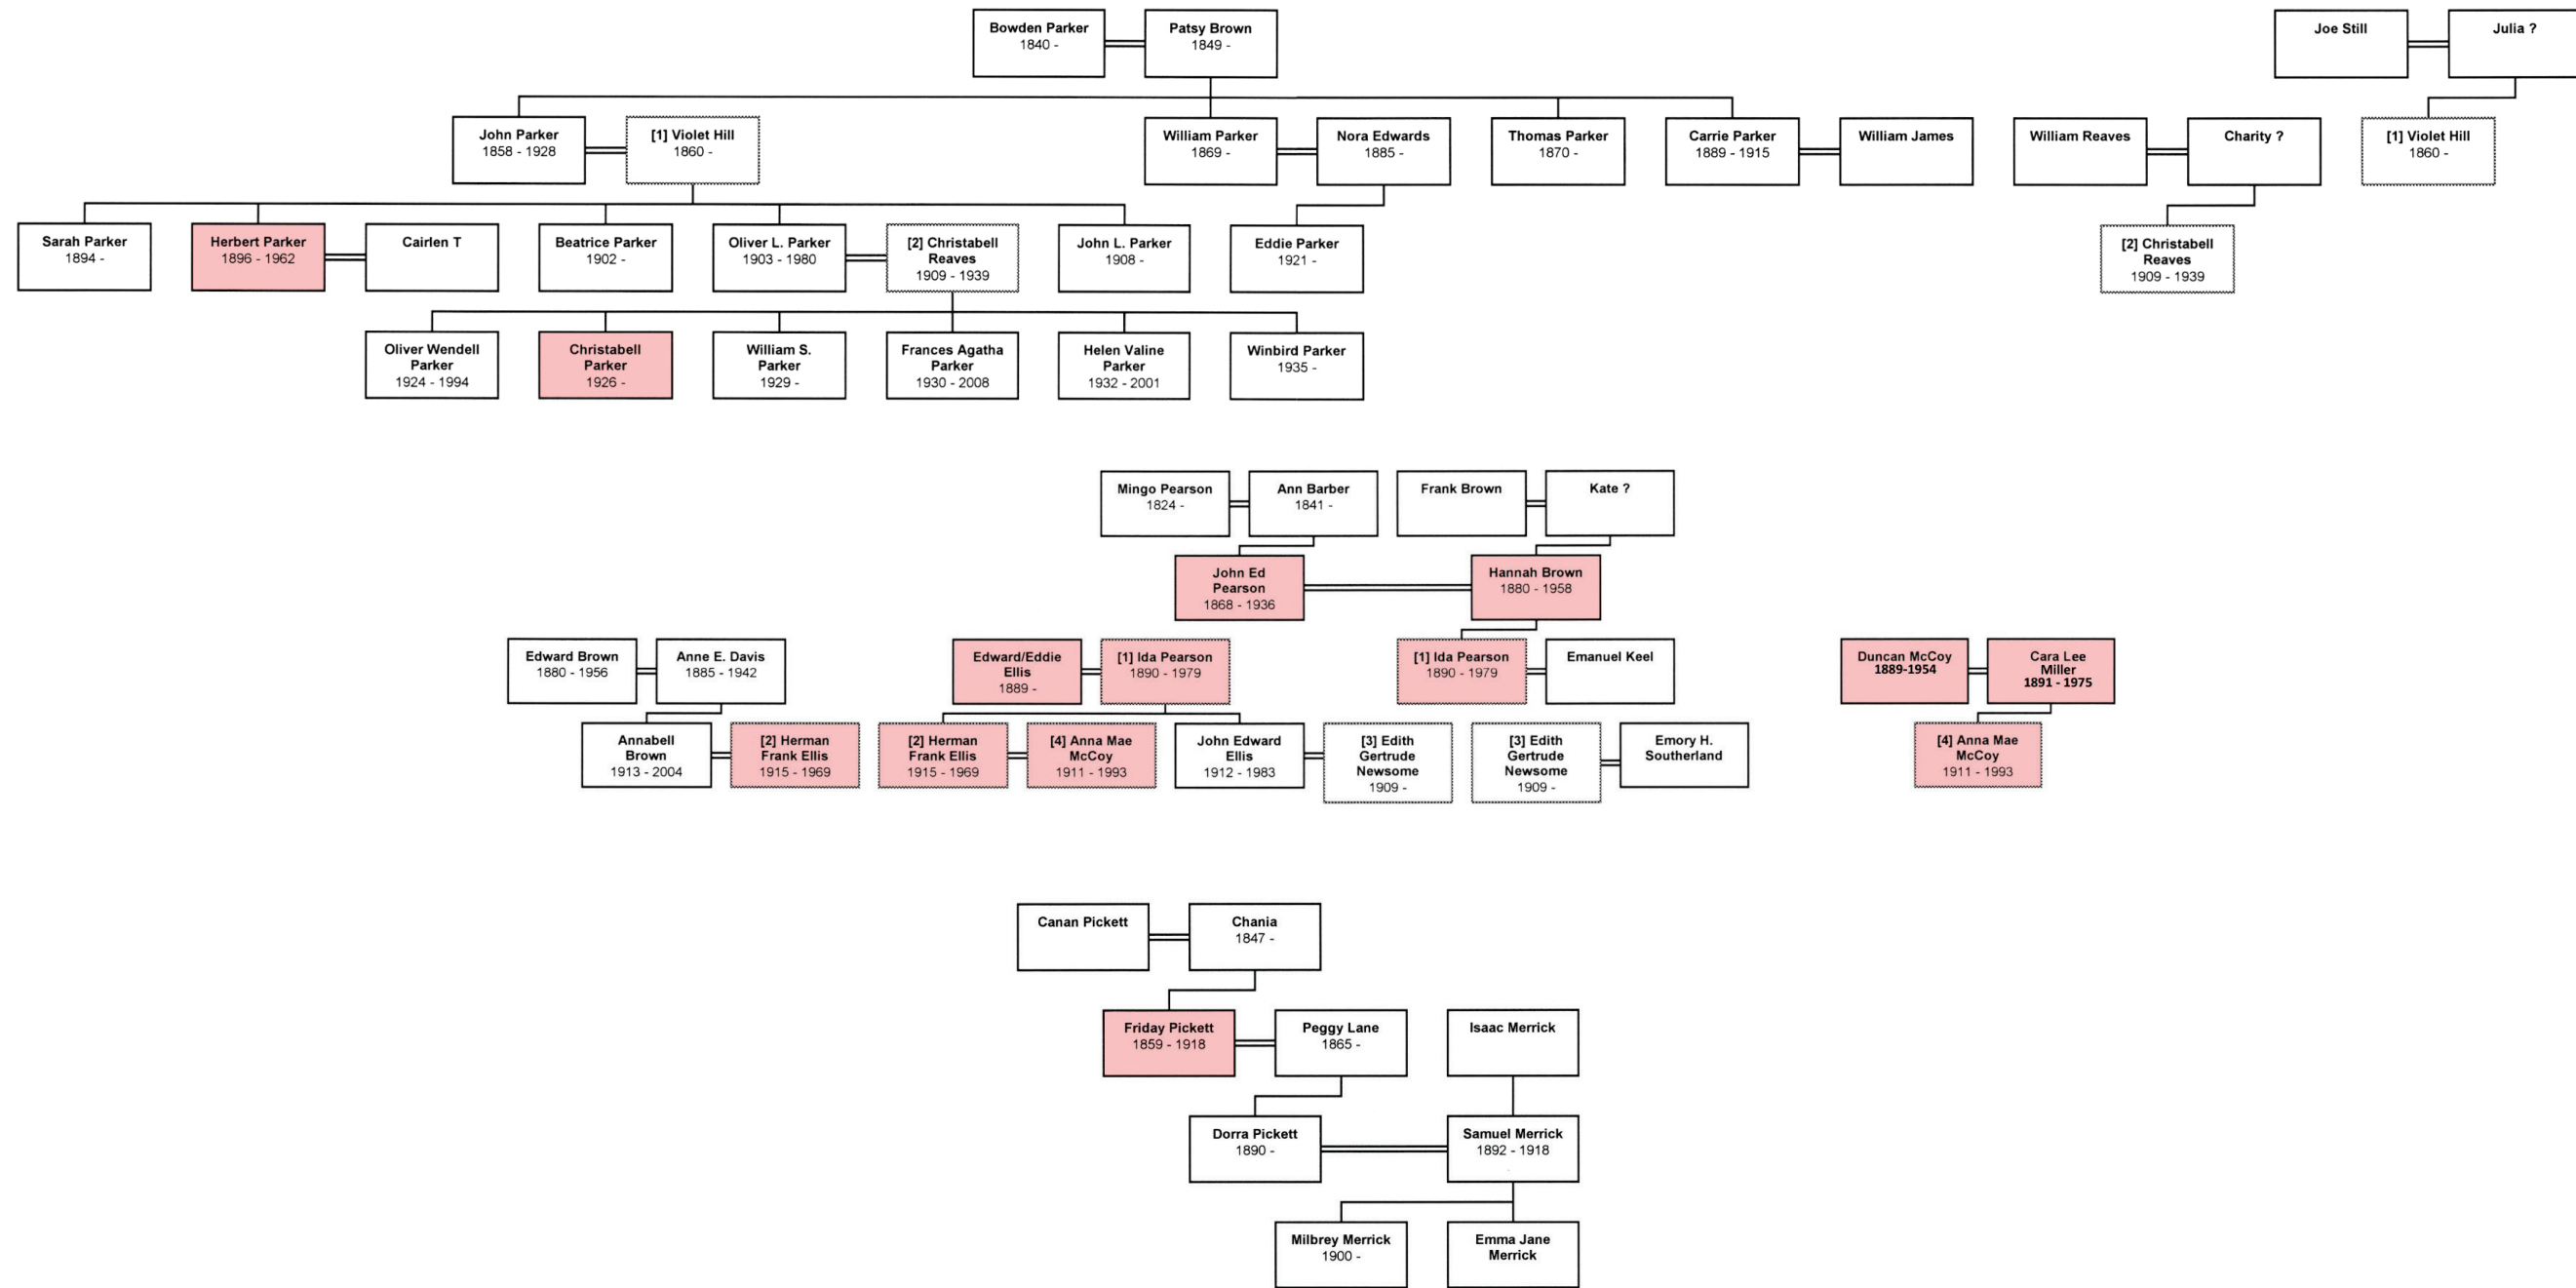 Bowden Parker
1840 -
Patsy Brown
1849 -
Joe Still
Julia ?
John Parker
1858 - 1928
[1] Violet Hill
1860 -
William Parker
1869 -
Nora Edwards
1885 -
Thomas Parker
1870 -
Carrie Parker
1889 - 1915
William James
William Reaves
Charity ?
[1] Violet Hill
1860 -
Sarah Parker
1894 -
Herbert Parker
1896 - 1962
Cairlen T
Beatrice Parker
1902 -
Oliver L. Parker
1903 - 1980
[2] Christabell
Reaves
1909 - 1939
John L. Parker
1908 -
Eddie Parker
1921 -
[2] Christabell
Reaves
1909 - 1939
Oliver Wendell
Parker
1924 - 1994
Christabell
Parker
1926 -
William S.
Parker
1929 -
Frances Agatha
Parker
1930 - 2008
Helen Valine
Parker
1932 - 2001
Winbird Parker
1935 -
Mingo Pearson
1824 -
Ann Barber
1841 -
Frank Brown
Kate ?
John Ed
Pearson
1868 - 1936
Hannah Brown
1880 - 1958
Edward Brown
1880 - 1956
Anne E. Davis
1885 - 1942
Edward/Eddie
Ellis
1889 -
[1] Ida Pearson
1890 - 1979
[1] Ida Pearson
1890 - 1979
Emanuel Keel
Duncan McCoy
1889-1954
Cara Lee
Miller
1891 - 1975
Annabell
Brown
1913 - 2004
[2] Herman
Frank Ellis
1915 - 1969
[2] Herman
Frank Ellis
1915 - 1969
[4] Anna Mae
McCoy
1911 - 1993
John Edward
Ellis
1912 - 1983
[3] Edith
Gertrude
Newsome
1909 -
[3] Edith
Gertrude
Newsome
1909 -
Emory H.
Southerland
[4] Anna Mae
McCoy
1911 - 1993
Canan Pickett
Chania
1847 -
Friday Pickett
1859 - 1918
Peggy Lane
1865 -
Isaac Merrick
Dorra Pickett
1890 -
Samuel Merrick
1892 - 1918
Milbrey Merrick
1900 -
Emma Jane
Merrick